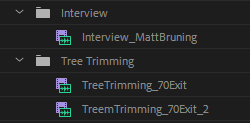 Interview
Interview_MattBruning
Tree Trimming
TreeTrimming_70Exit
TreemTrimming_70Exit_2